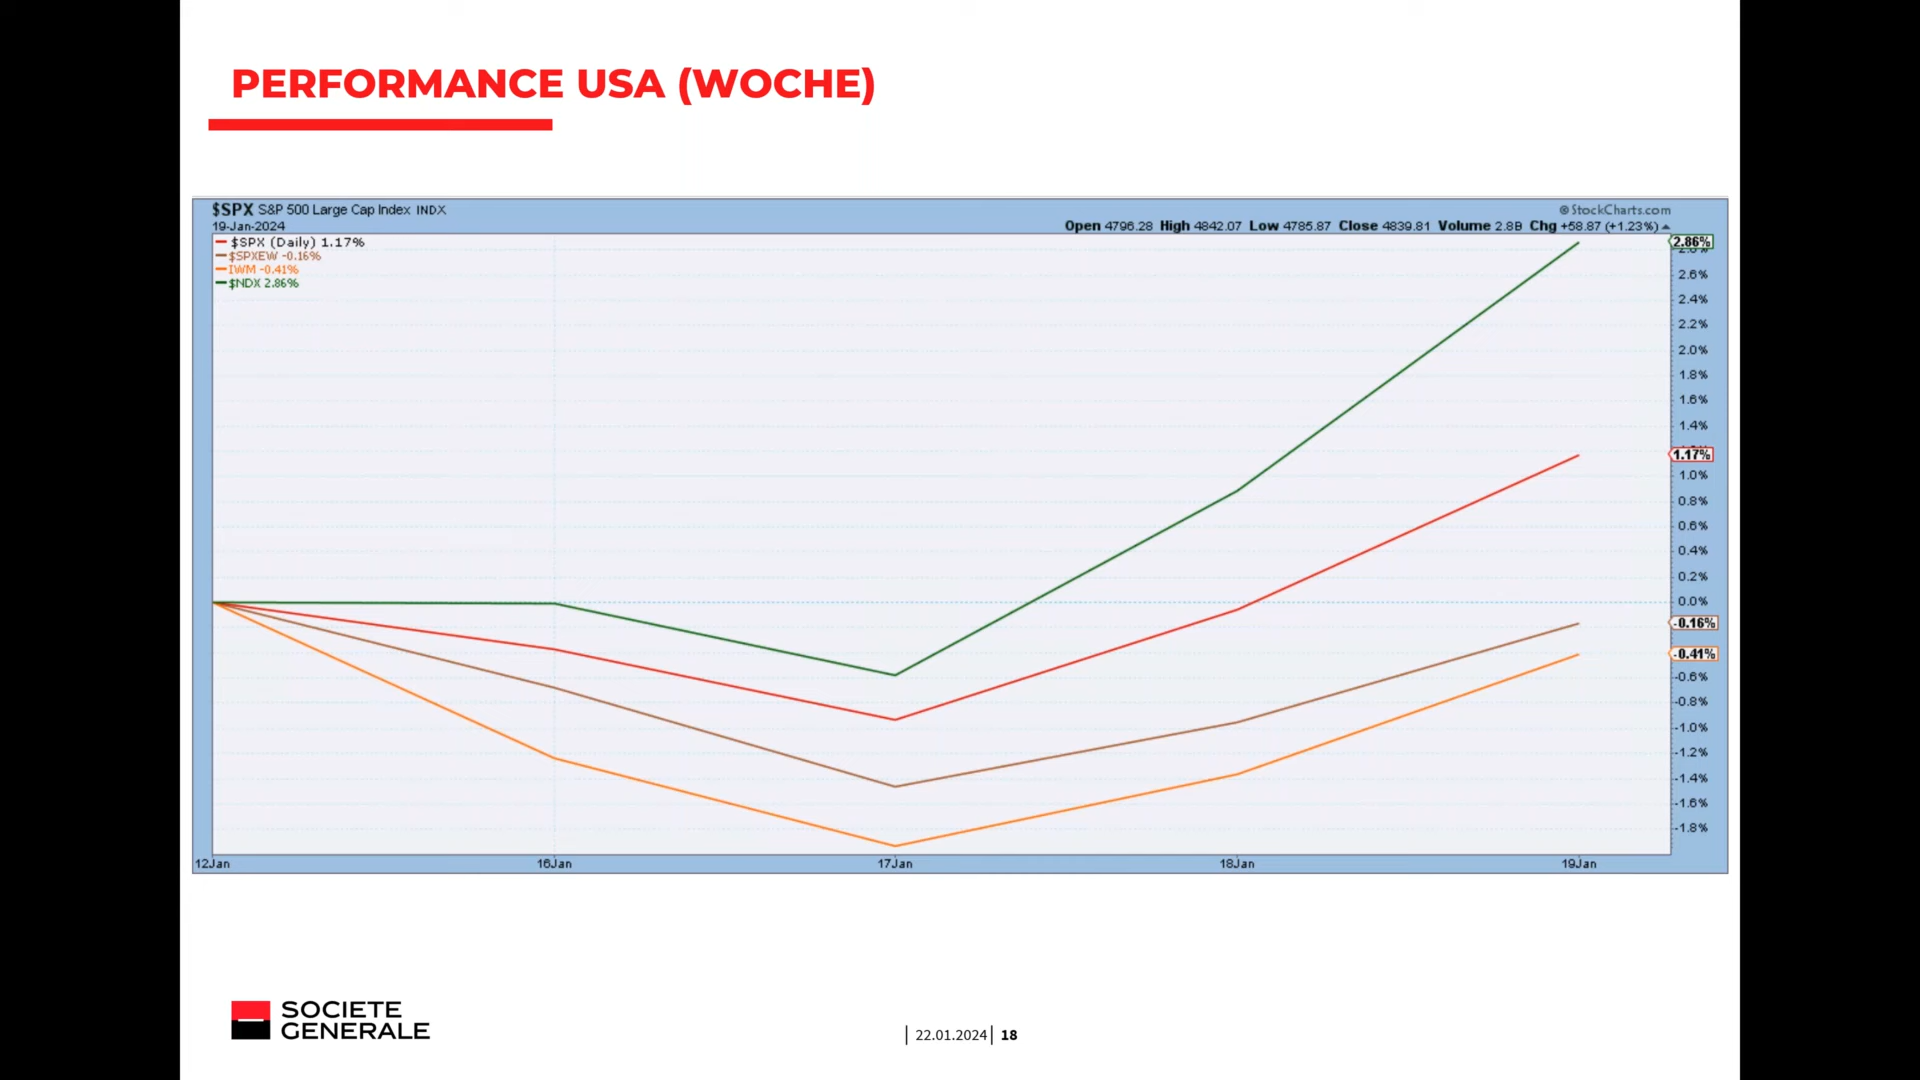 PERFORMANCE USA (WOCHE)
$SPX S&P 500 Large Cap Index INDX
© StockCharts.com
19-Jan-2024
Open 4796.28 High 4842.07 Low 4785.87 Close 4839.81 Volume 2.8B Chg +58.87 (+1.23%)
$SPX (Daily) 1.17%
$SPXEW -0.16%
IWM -0.41%
$NDX 2.86%
2.86%
2.6%
2.4%
2.2%
2.0%
1.8%
1.6%
1.4%
1.17%
1.0%
0.8%
0.6%
0.4%
0.2%
0.0%
-0.16%
-0.41%
-0.6%
-0.8%
-1.0%
-1.2%
-1.4%
-1.6%
-1.8%
12Jan 16Jan 17Jan 18Jan 19Jan
SOCIETE
GENERALE
| 22.01.2024 | 18